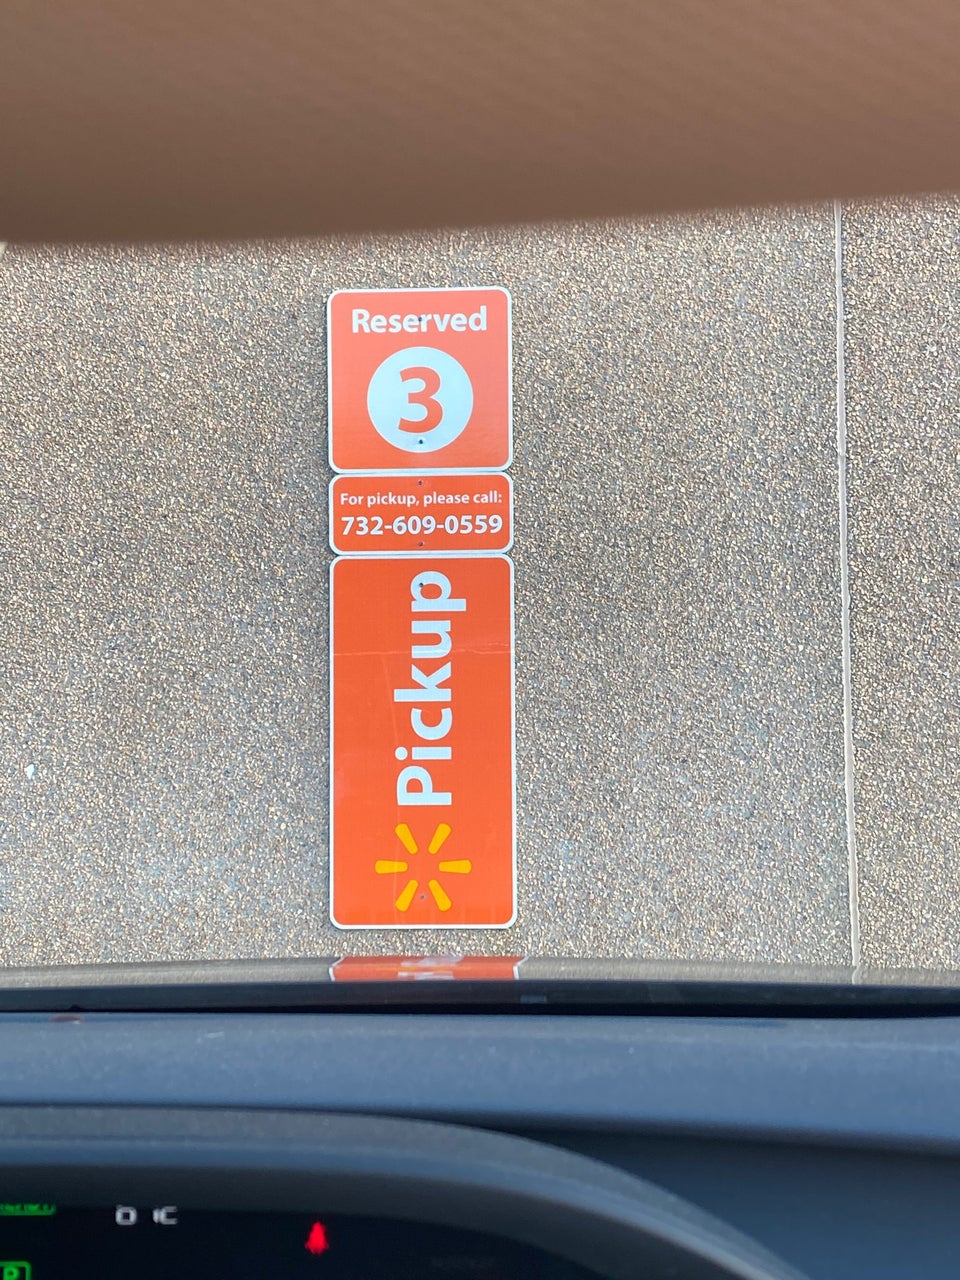 Reserved
3
For pickup, please call:
732-609-0559
Pickup
P